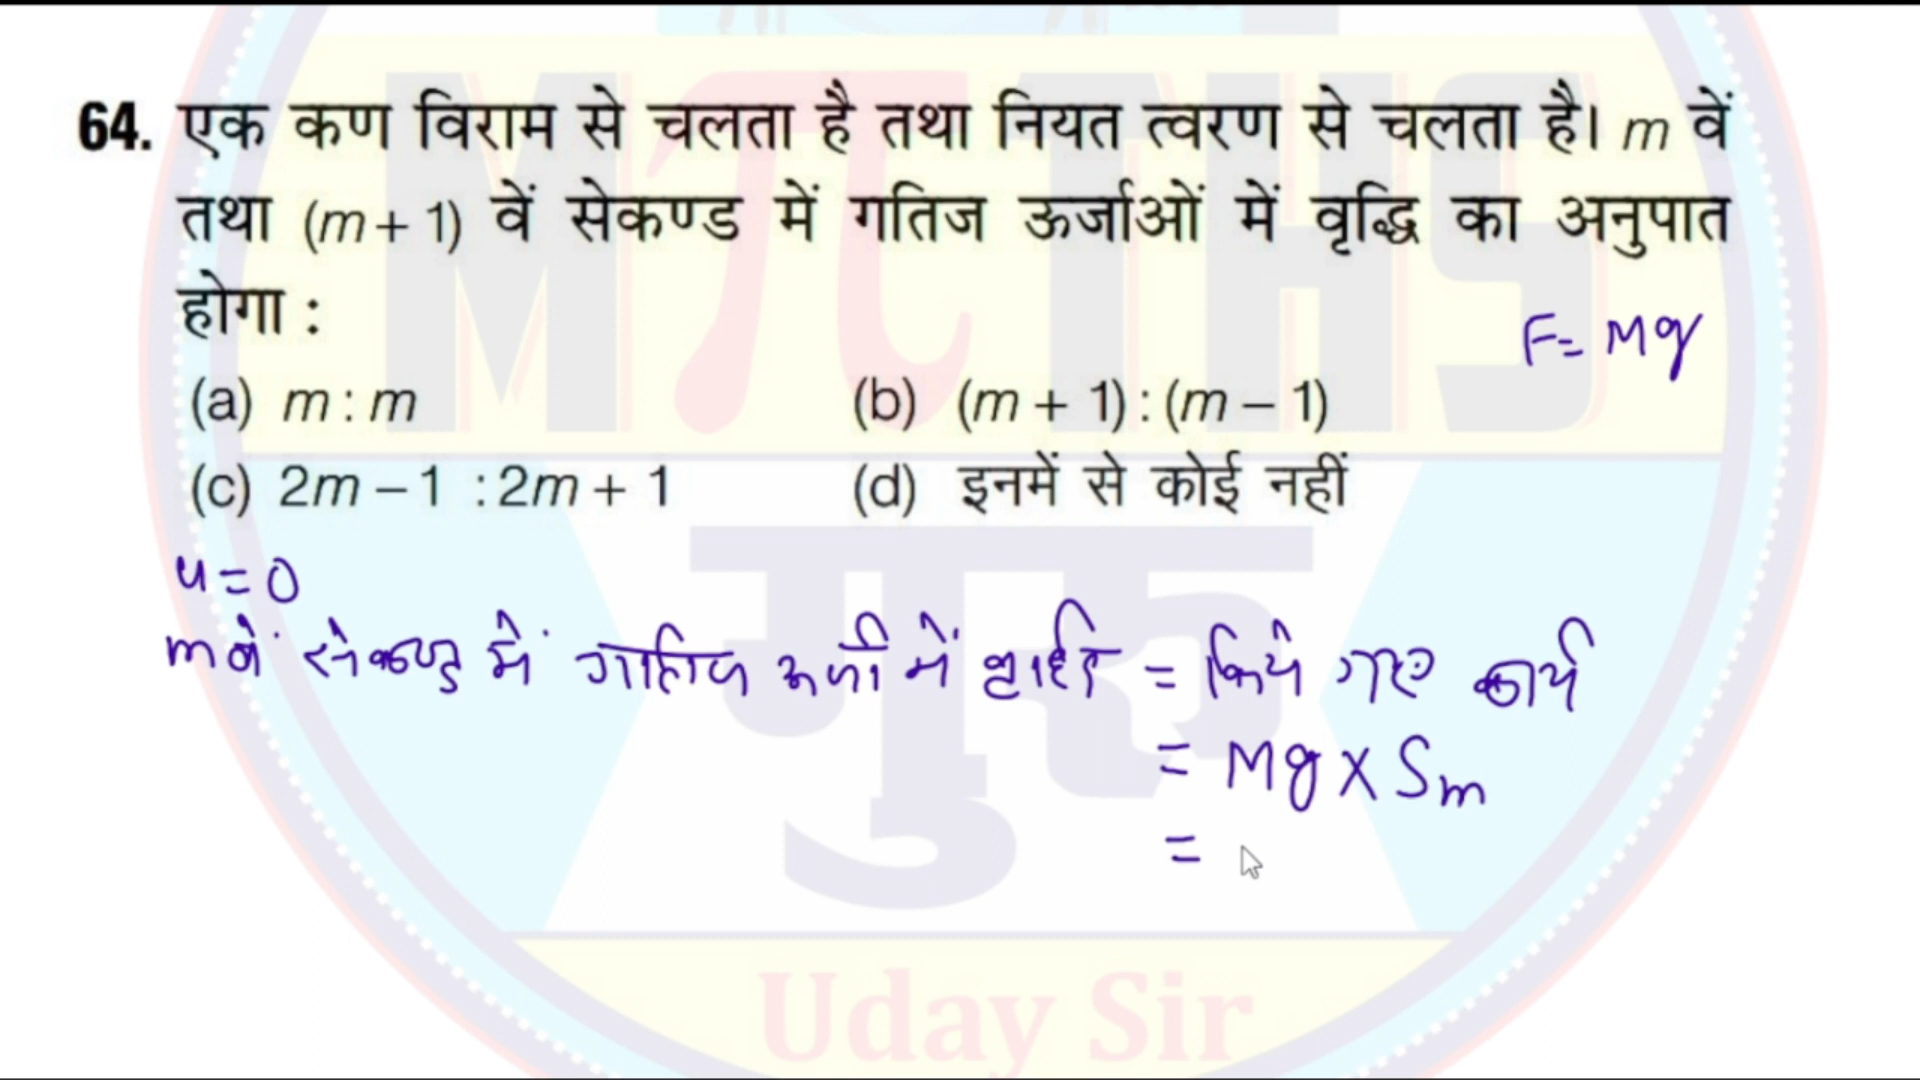 64. एक कण विराम से चलता है तथा नियत त्वरण से चलता है। m वें
तथा (m + 1) वें सेकण्ड में गतिज ऊर्जाओं में वृद्धि का अनुपात
होगा :
F = Mg
(a) m : m (b) (m + 1) : (m – 1)
(c) 2m – 1 : 2m + 1 (d) इनमें से कोई नहीं
u = 0
m वें सेकण्ड में गतिज ऊर्जा में वृद्धि = किये गए कार्य
= Mg × Sm
=
MπTHS
गुरु
Uday Sir